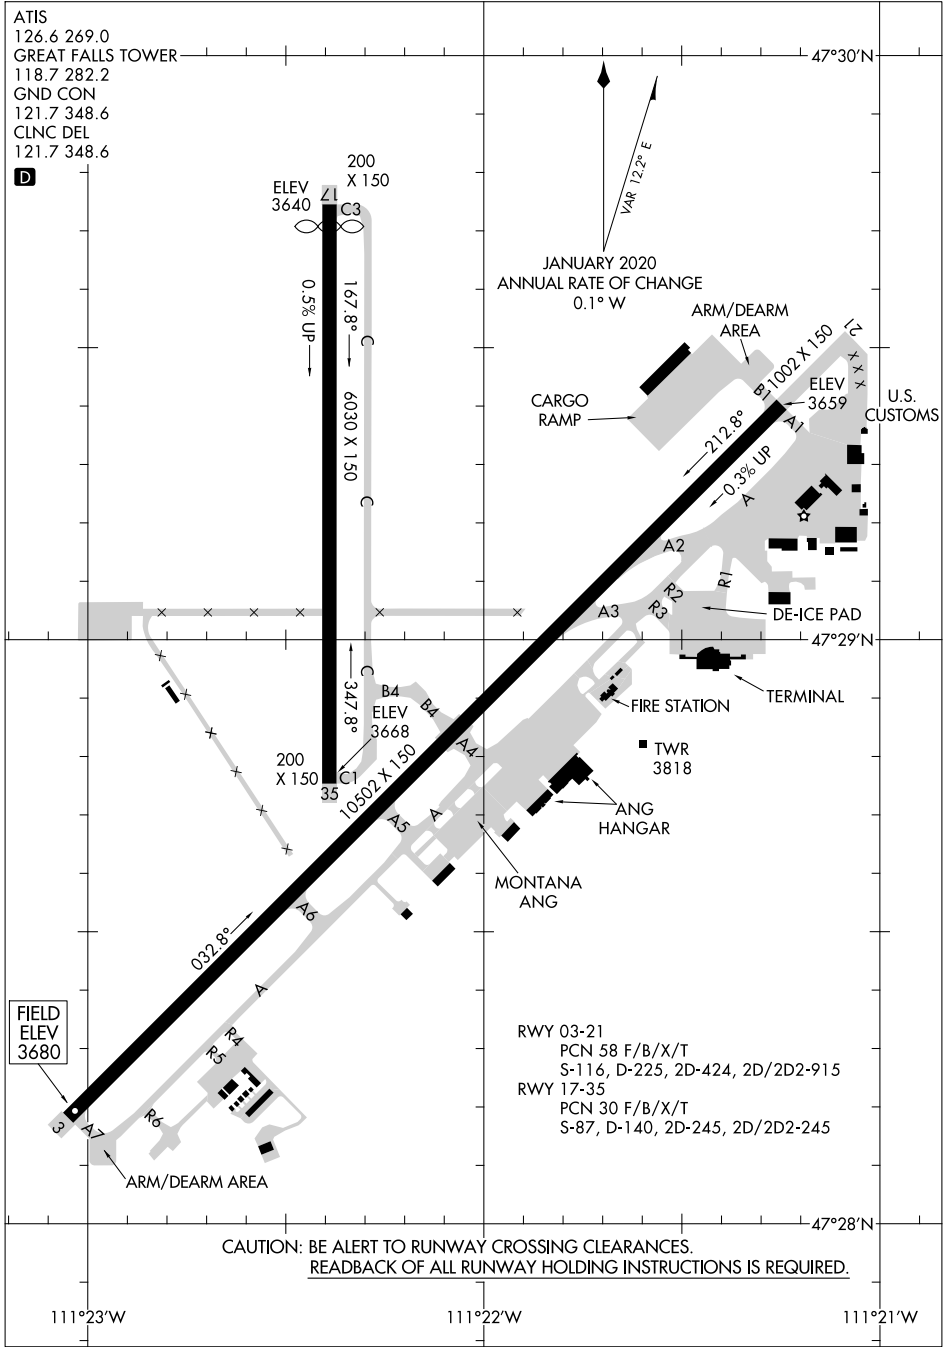 ATIS
126.6 269.0
GREAT FALLS TOWER
118.7 282.2
GND CON
121.7 348.6
CLNC DEL
121.7 348.6
D
47°30'N
VAR 12.2° E
JANUARY 2020
ANNUAL RATE OF CHANGE
0.1° W
200
X 150
ELEV
3640
17
C3
0.5% UP
167.8°
6030 X 150
C
C
C
347.8°
ELEV
3668
200
X 150
C1
35
ARM/DEARM
AREA
CARGO
RAMP
B1
1002 X 150
21
X X X
ELEV
3659
U.S.
CUSTOMS
A1
212.8°
0.3% UP
A
A2
A3
R1
R2
R3
DE-ICE PAD
47°29'N
X X X X X X
X X X X X X
TERMINAL
FIRE STATION
TWR
3818
B4
B4
A4
10502 X 150
A5
A
ANG
HANGAR
MONTANA
ANG
A6
032.8°
A
FIELD
ELEV
3680
R4
R5
R6
3
A7
ARM/DEARM AREA
RWY 03-21
PCN 58 F/B/X/T
S-116, D-225, 2D-424, 2D/2D2-915
RWY 17-35
PCN 30 F/B/X/T
S-87, D-140, 2D-245, 2D/2D2-245
47°28'N
CAUTION: BE ALERT TO RUNWAY CROSSING CLEARANCES.
READBACK OF ALL RUNWAY HOLDING INSTRUCTIONS IS REQUIRED.
111°23'W
111°22'W
111°21'W